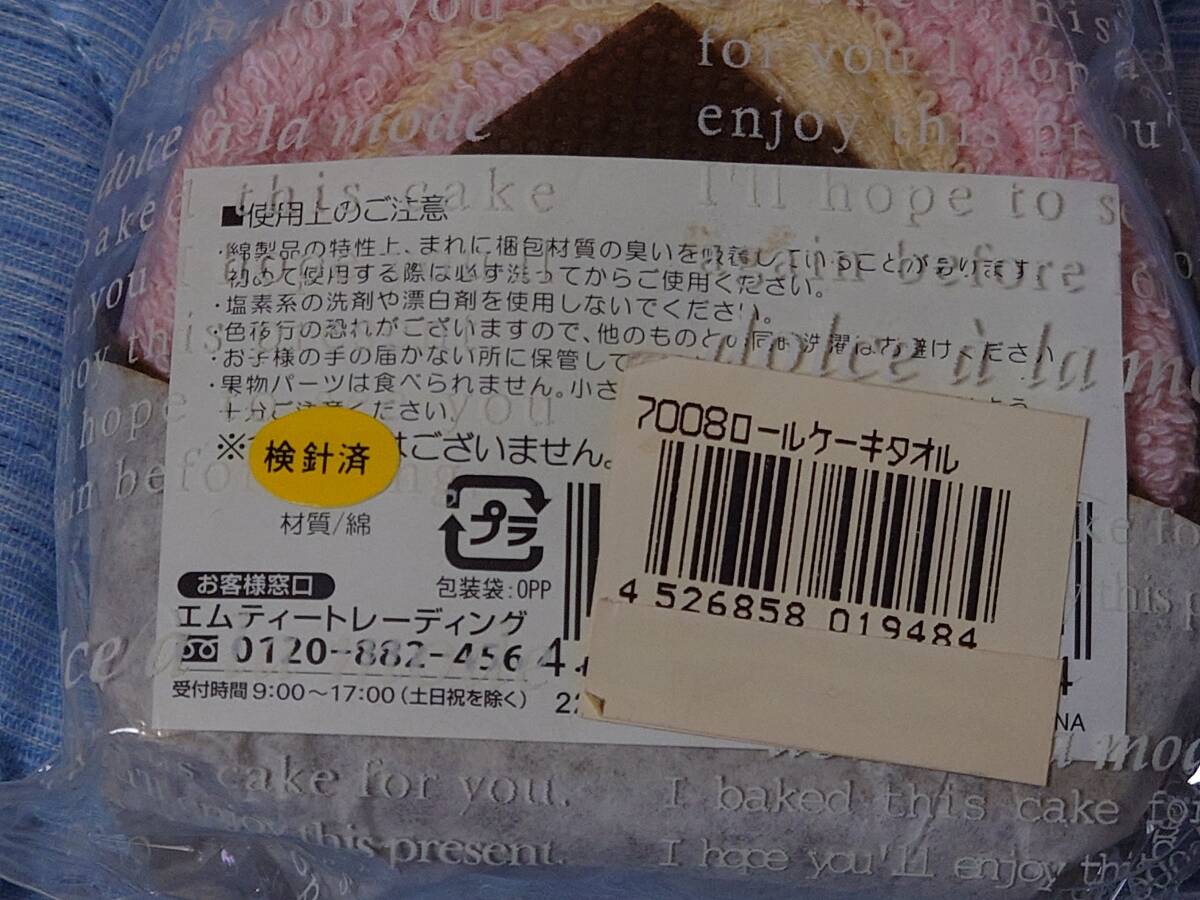 present. for you
for you I hop
dolce à la mode
enjoy this
this cake
I'll hope to
■使用上のご注意
・綿製品の特性上、まれに梱包材質の臭いを吸着していることがあります
初めて使用する際は必ず洗ってからご使用ください。
・塩素系の洗剤や漂白剤を使用しないでください。
・色移行の恐れがございますので、他のものとの同時洗濯はお避けください
・お子様の手の届かない所に保管して
・果物パーツは食べられません。小さ
十分ご注意ください。
※ はございません。
検針済
材質/綿
プラ
包装袋:OPP
お客様窓口
エムティートレーディング
0120-882-456
受付時間 9:00～17:00（土日祝を除く）
7008ロールケーキタオル
4 526858 019484
dolce à la m
cake for you.
this present.
I baked this cake for
I hope you'll enjoy this